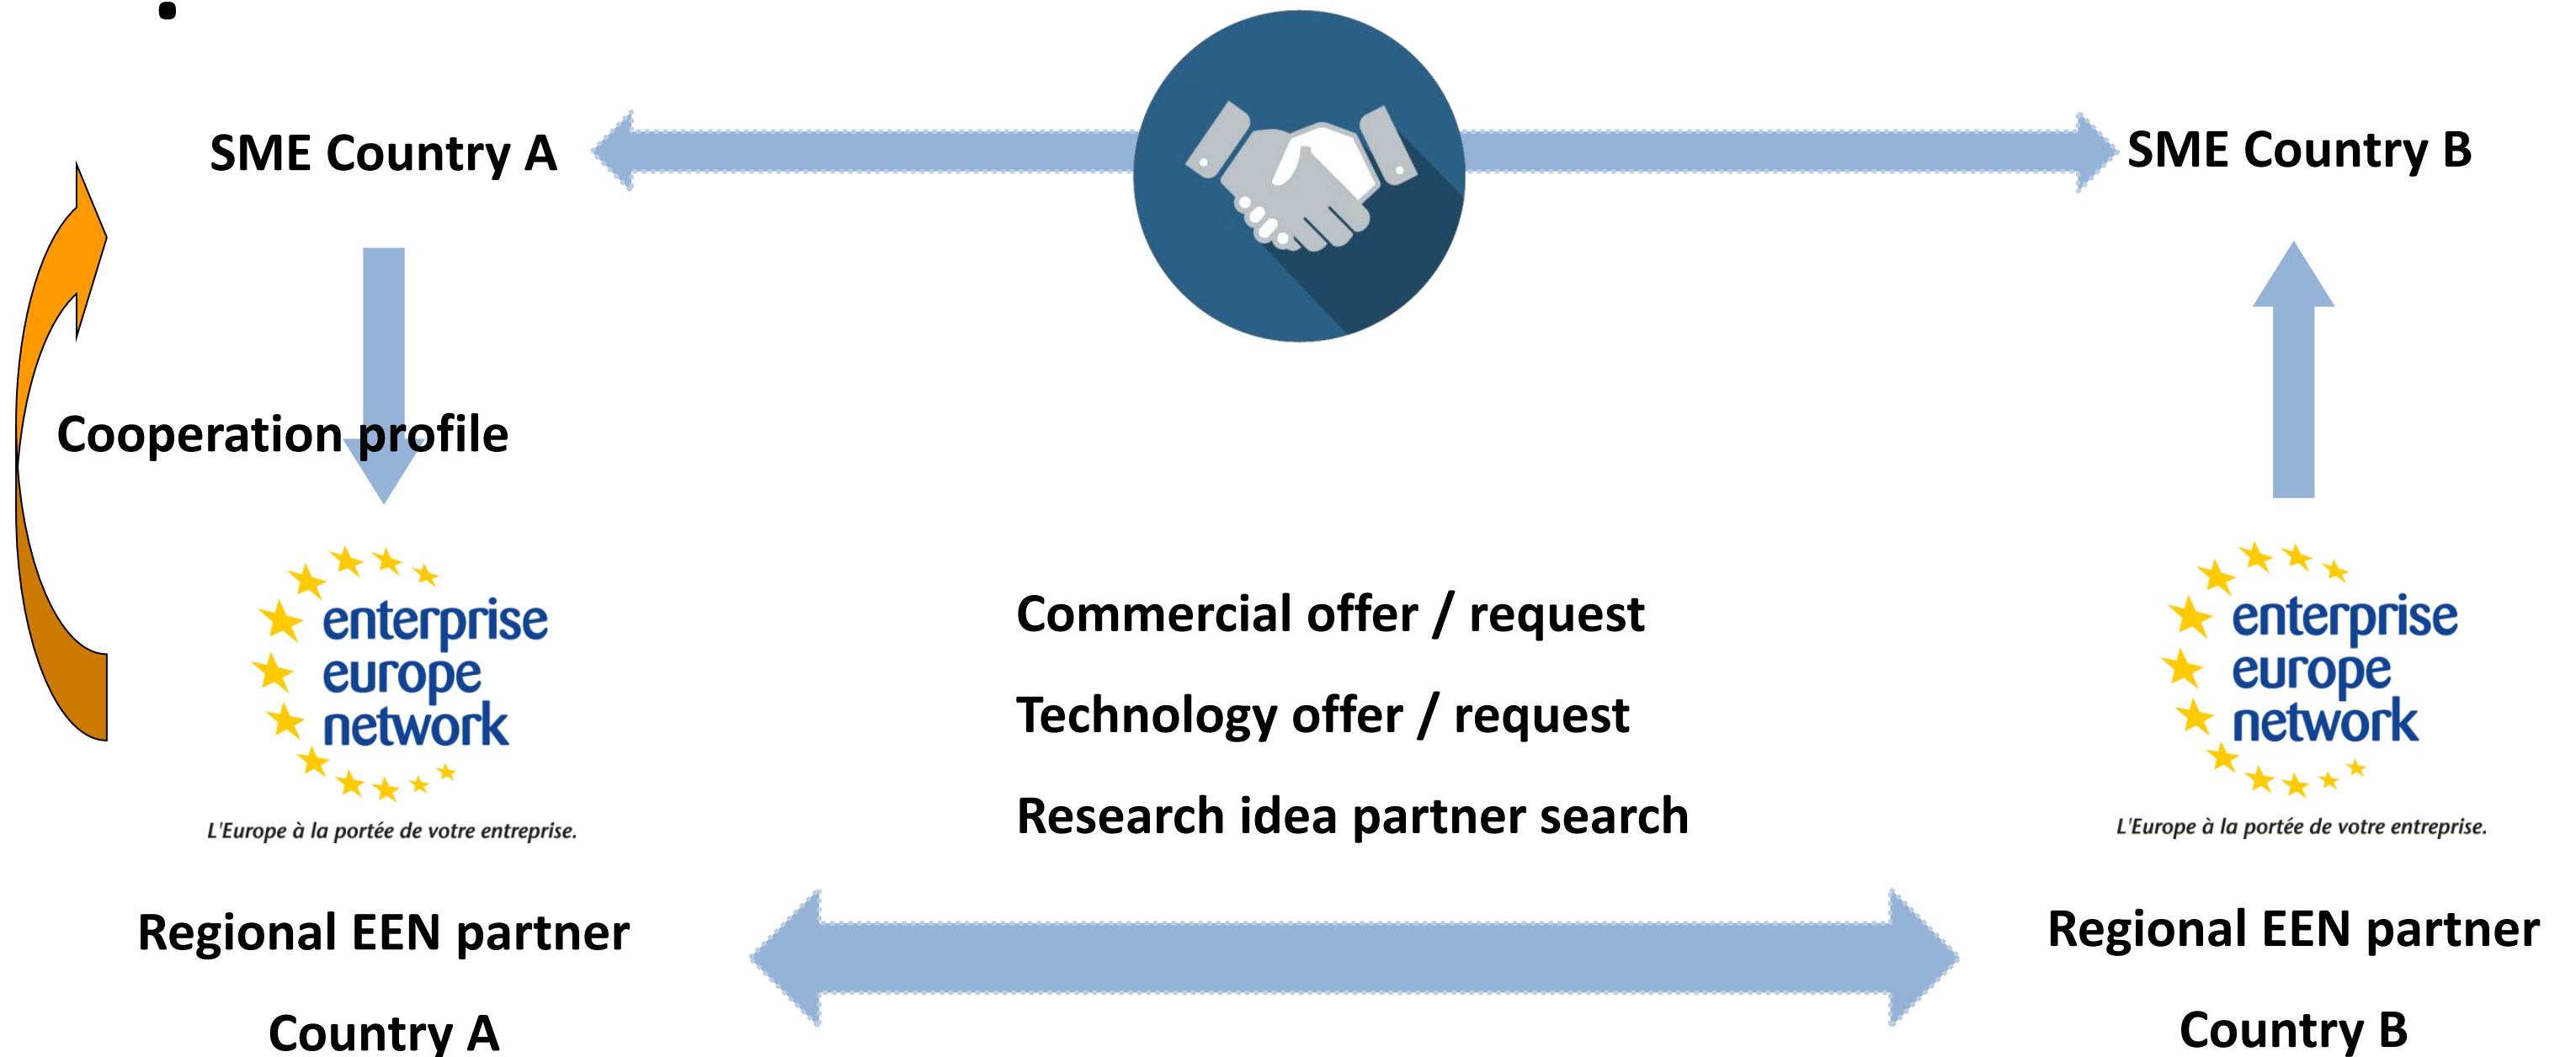 SME Country A
SME Country B
Cooperation profile
enterprise
europe
network
L'Europe à la portée de votre entreprise.
Regional EEN partner
Country A
Commercial offer / request
Technology offer / request
Research idea partner search
enterprise
europe
network
L'Europe à la portée de votre entreprise.
Regional EEN partner
Country B